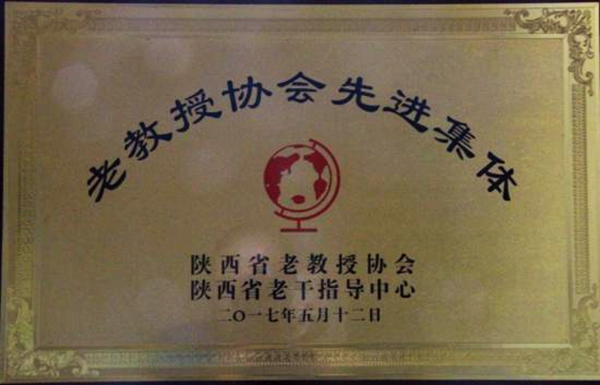 老教授协会先进集体
陕西省老教授协会
陕西省老干指导中心
二〇一七年五月十二日